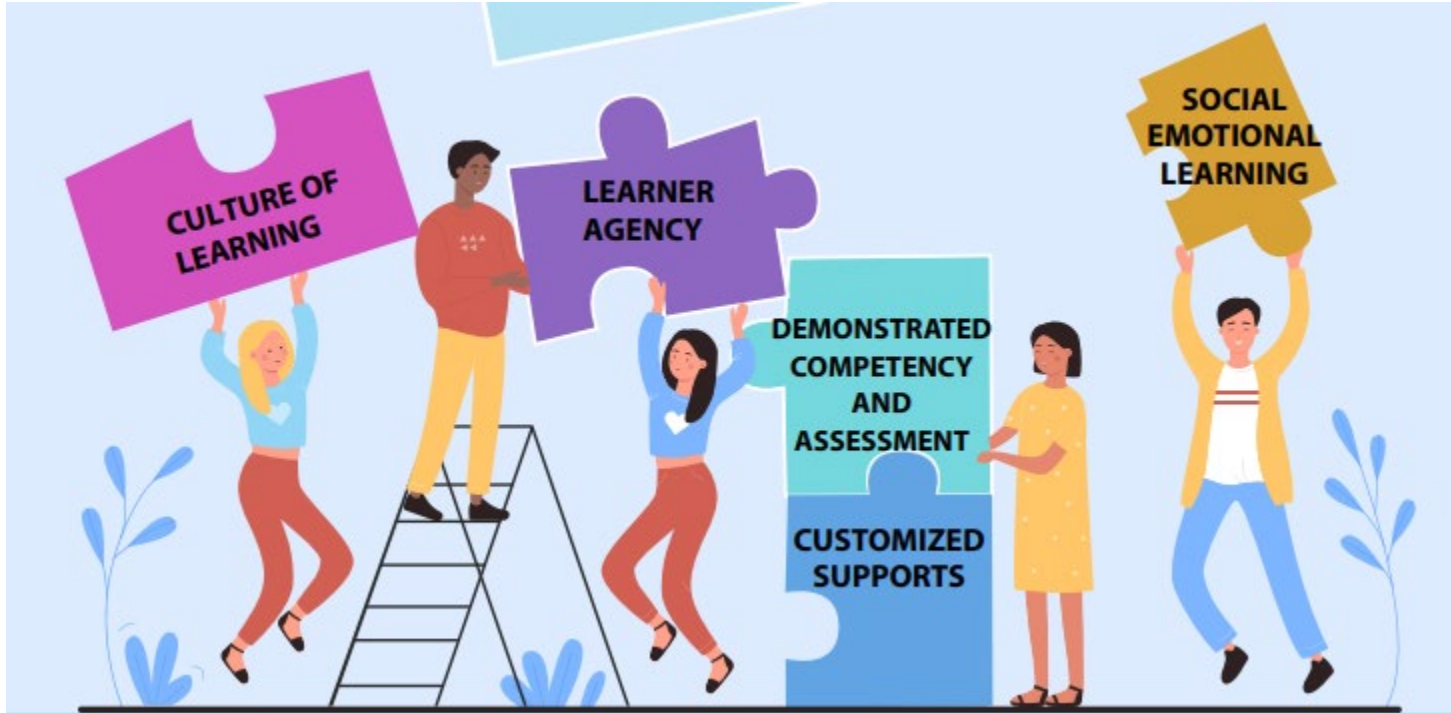 CULTURE OF
LEARNING
LEARNER
AGENCY
DEMONSTRATED
COMPETENCY
AND
ASSESSMENT
CUSTOMIZED
SUPPORTS
SOCIAL
EMOTIONAL
LEARNING